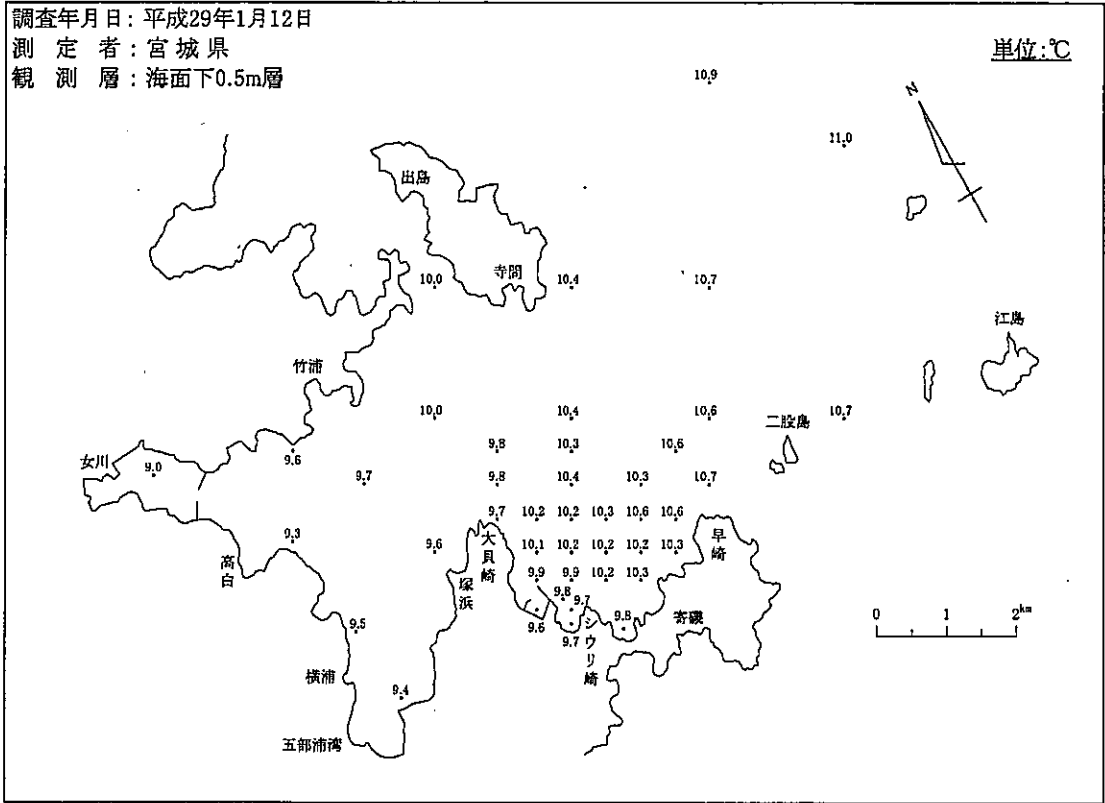 調査年月日:平成29年1月12日
測 定 者:宮城県
観 測 層:海面下0.5m層
単位:℃
10.9
N
11.0
出島
寺間
10.0
10.4
10.7
江島
竹浦
10.0
10.4
10.6
10.7
二股島
9.6
9.8
10.3
10.6
女川
9.0
9.7
9.8
10.4
10.3
10.7
9.7
10.2
10.2
10.3
10.6
10.6
9.3
9.6
大貝崎
10.1
10.2
10.2
10.2
10.3
早崎
高白
塚浜
9.9
9.9
10.2
10.3
9.8
9.7
9.6
9.7
シウリ崎
9.8
寄磯
0 1 2km
9.5
横浦
9.4
五部浦湾